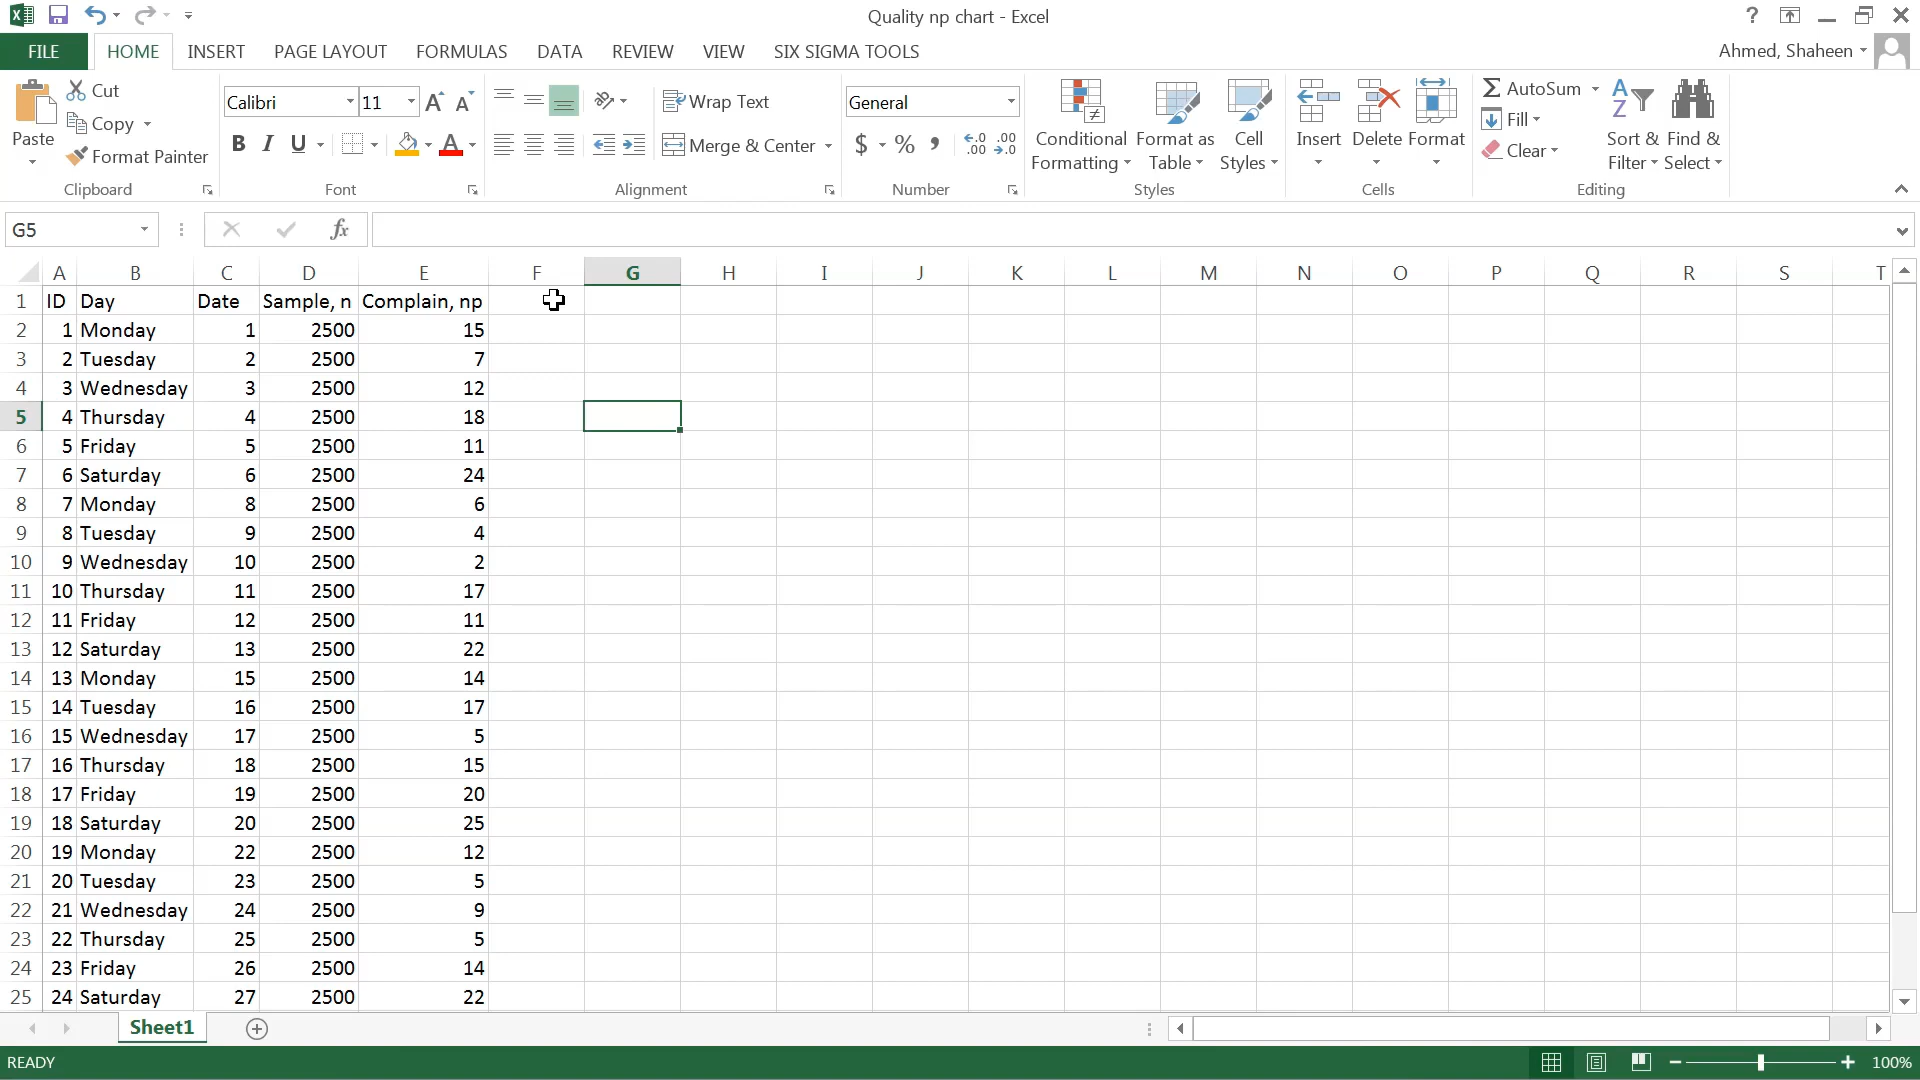 Quality np chart - Excel
?
FILE HOME INSERT PAGE LAYOUT FORMULAS DATA REVIEW VIEW SIX SIGMA TOOLS Ahmed, Shaheen
Paste Cut Copy Format Painter Clipboard
Calibri 11 A A B I U A Font
Wrap Text Merge & Center Alignment
General $ % , ←.0 .00 .00 →.0 Number
Conditional Formatting Format as Table Cell Styles Styles
Insert Delete Format Cells
AutoSum Fill Clear Sort & Filter Find & Select Editing
G5 fx
A B C D E F G H I J K L M N O P Q R S T
1 ID Day Date Sample, n Complain, np
2 1 Monday 1 2500 15
3 2 Tuesday 2 2500 7
4 3 Wednesday 3 2500 12
5 4 Thursday 4 2500 18
6 5 Friday 5 2500 11
7 6 Saturday 6 2500 24
8 7 Monday 8 2500 6
9 8 Tuesday 9 2500 4
10 9 Wednesday 10 2500 2
11 10 Thursday 11 2500 17
12 11 Friday 12 2500 11
13 12 Saturday 13 2500 22
14 13 Monday 15 2500 14
15 14 Tuesday 16 2500 17
16 15 Wednesday 17 2500 5
17 16 Thursday 18 2500 15
18 17 Friday 19 2500 20
19 18 Saturday 20 2500 25
20 19 Monday 22 2500 12
21 20 Tuesday 23 2500 5
22 21 Wednesday 24 2500 9
23 22 Thursday 25 2500 5
24 23 Friday 26 2500 14
25 24 Saturday 27 2500 22
Sheet1
READY 100%